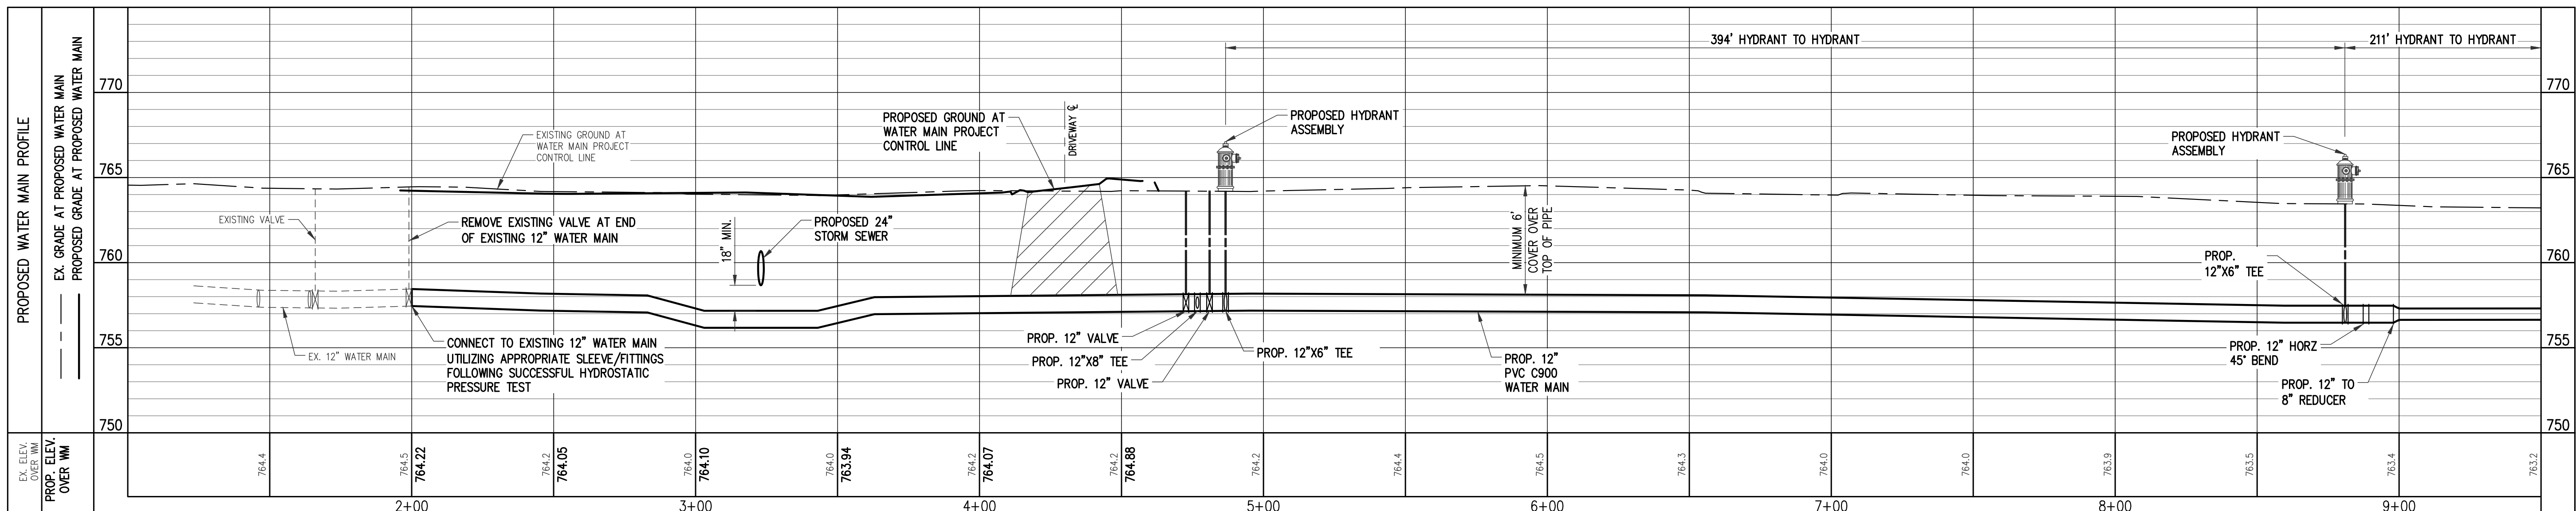 PROPOSED WATER MAIN PROFILE
EX. GRADE AT PROPOSED WATER MAIN
PROPOSED GRADE AT PROPOSED WATER MAIN
770
765
760
755
750
EXISTING GROUND AT
WATER MAIN PROJECT
CONTROL LINE
EXISTING VALVE
REMOVE EXISTING VALVE AT END
OF EXISTING 12" WATER MAIN
EX. 12" WATER MAIN
CONNECT TO EXISTING 12" WATER MAIN
UTILIZING APPROPRIATE SLEEVE/FITTINGS
FOLLOWING SUCCESSFUL HYDROSTATIC
PRESSURE TEST
18" MIN.
PROPOSED 24"
STORM SEWER
PROPOSED GROUND AT
WATER MAIN PROJECT
CONTROL LINE
DRIVEWAY ℄
PROPOSED HYDRANT
ASSEMBLY
394' HYDRANT TO HYDRANT
211' HYDRANT TO HYDRANT
PROP. 12" VALVE
PROP. 12"X8" TEE
PROP. 12" VALVE
PROP. 12"X6" TEE
MINIMUM 6'
COVER OVER
TOP OF PIPE
PROP. 12"
PVC C900
WATER MAIN
PROPOSED HYDRANT
ASSEMBLY
PROP.
12"X6" TEE
PROP. 12" HORZ
45° BEND
PROP. 12" TO
8" REDUCER
770
765
760
755
750
EX. ELEV.
OVER WM
PROP. ELEV.
OVER WM
764.4
764.5
764.22
764.2
764.05
764.0
764.10
764.0
763.94
764.2
764.07
764.2
764.88
764.2
764.4
764.5
764.3
764.0
764.0
763.9
763.5
763.4
763.2
2+00
3+00
4+00
5+00
6+00
7+00
8+00
9+00